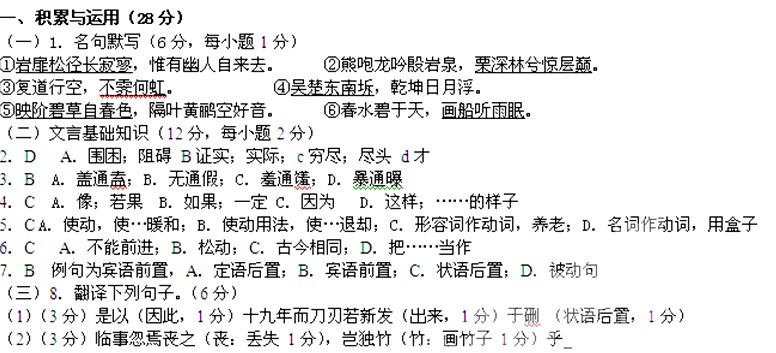 一、积累与运用(28分)
(一)1. 名句默写(6分,每小题1分)
①岩扉松径长寂寥,惟有幽人自来去。 ②熊咆龙吟殷岩泉,栗深林兮惊层巅。
③复道行空,不霁何虹。 ④吴楚东南坼,乾坤日月浮。
⑤映阶碧草自春色,隔叶黄鹂空好音。 ⑥春水碧于天,画船听雨眠。
(二)文言基础知识(12分,每小题2分)
2. D A. 围困;阻碍 B证实;实际;c穷尽;尽头 d才
3. B A. 盖通盍;B. 无通假;C. 羞通馐;D. 暴通曝
4. C A. 像;若果 B. 如果;一定 C. 因为 D. 这样;……的样子
5. C A. 使动,使…暖和;B. 使动用法,使…退却;C. 形容词作动词,养老;D. 名词作动词,用盒子
6. C A. 不能前进;B. 松动;C. 古今相同;D. 把……当作
7. B 例句为宾语前置,A. 定语后置;B. 宾语前置;C. 状语后置;D. 被动句
(三)8. 翻译下列句子。(6分)
(1)(3分)是以(因此,1分)十九年而刀刃若新发(出来,1分)于硎 (状语后置,1分)
(2)(3分)临事忽焉丧之(丧:丢失 1分),岂独竹(竹:画竹子 1分)乎_